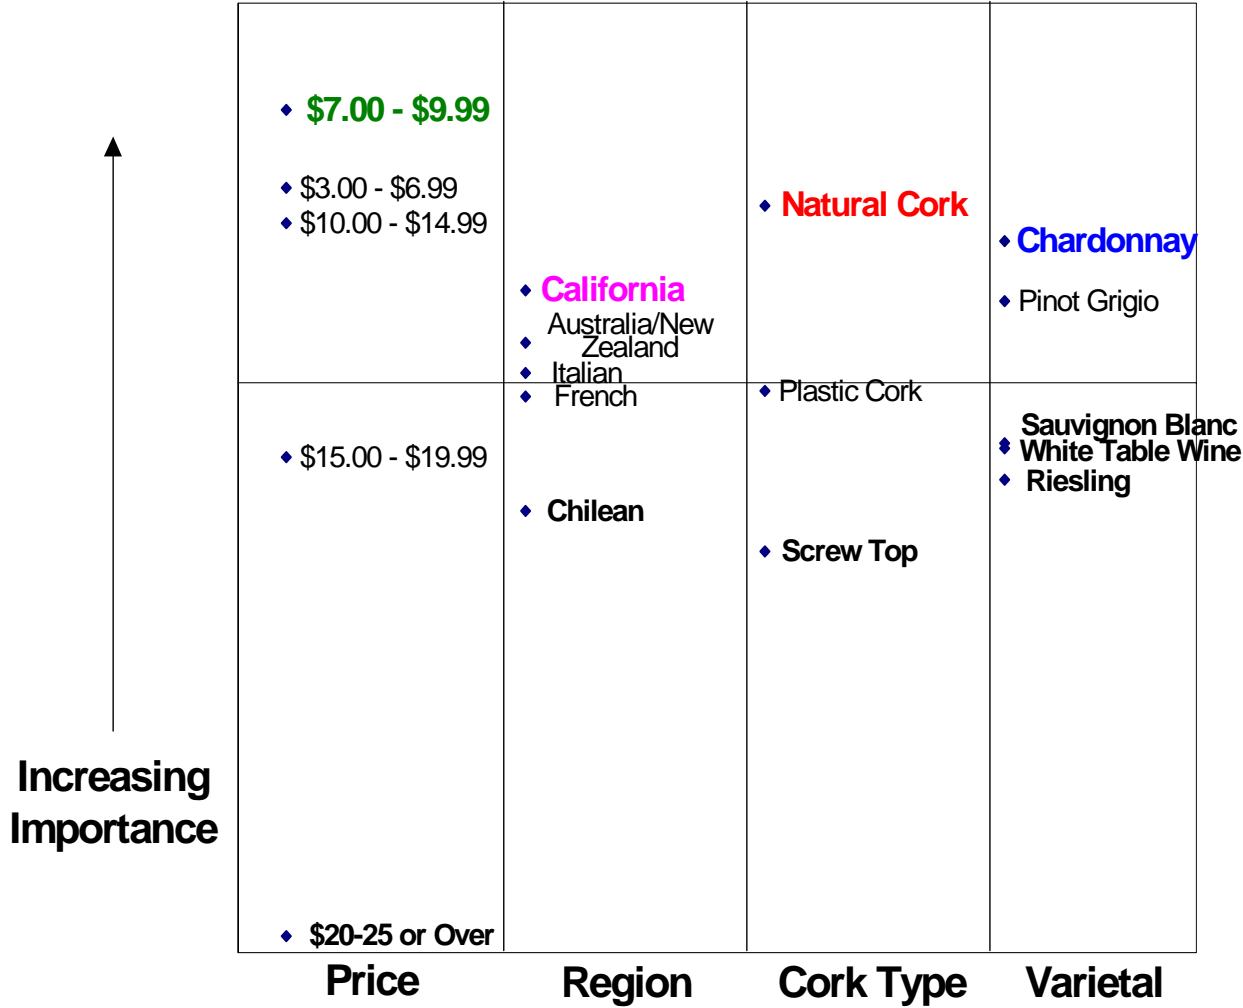 $7.00 - $9.99
$3.00 - $6.99
$10.00 - $14.99
$15.00 - $19.99
$20-25 or Over
California
Australia/New
Zealand
Italian
French
Chilean
Natural Cork
Plastic Cork
Screw Top
Chardonnay
Pinot Grigio
Sauvignon Blanc
White Table Wine
Riesling
Increasing
Importance
Price
Region
Cork Type
Varietal